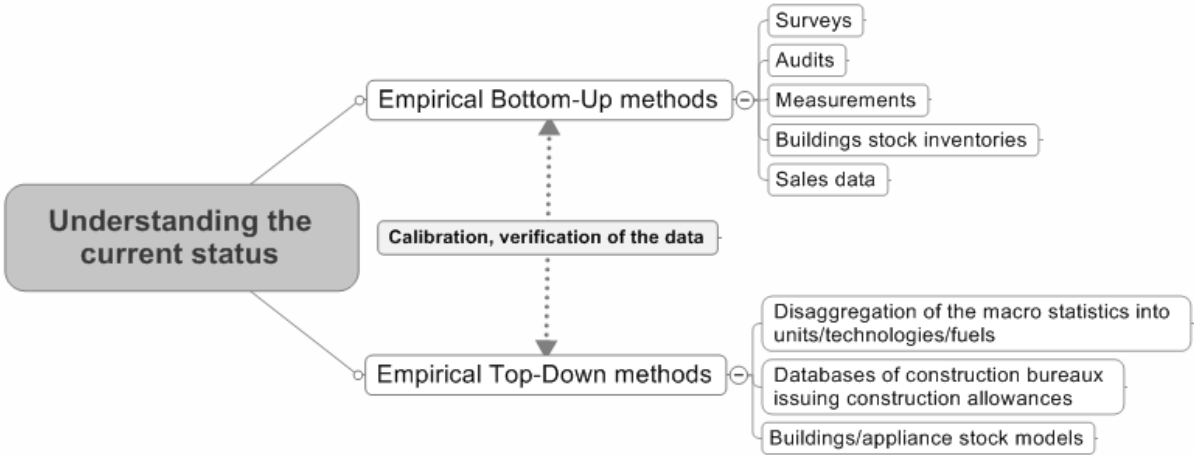 Understanding the
current status
Empirical Bottom-Up methods
Surveys
Audits
Measurements
Buildings stock inventories
Sales data
Calibration, verification of the data
Empirical Top-Down methods
Disaggregation of the macro statistics into
units/technologies/fuels
Databases of construction bureaux
issuing construction allowances
Buildings/appliance stock models